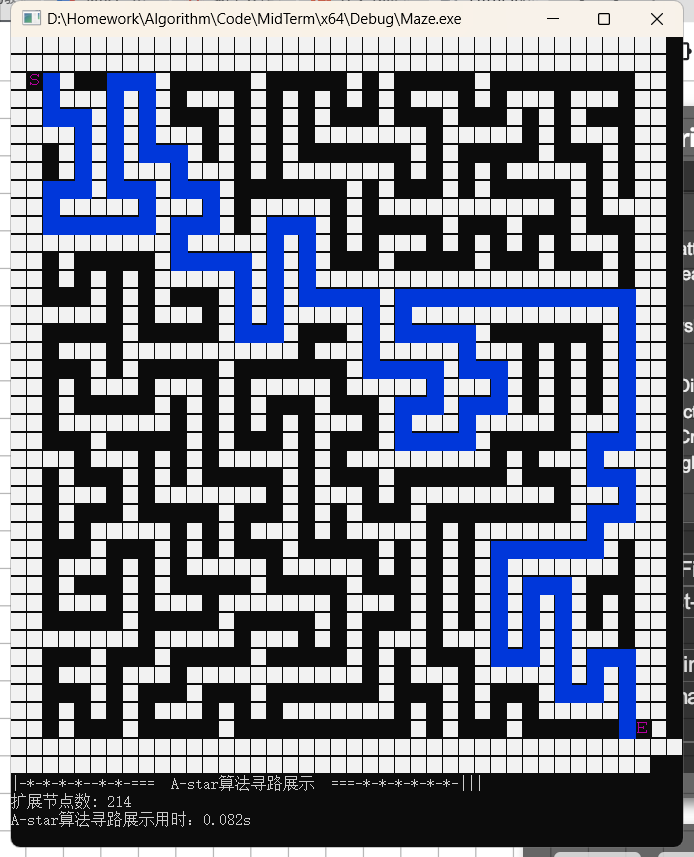 D:\Homework\Algorithm\Code\MidTerm\x64\Debug\Maze.exe
S
E
|-*-*-*-*--*-*-===  A-star算法寻路展示  ===-*-*-*-*-*-*-|||
扩展节点数: 214
A-star算法寻路展示用时: 0.082s